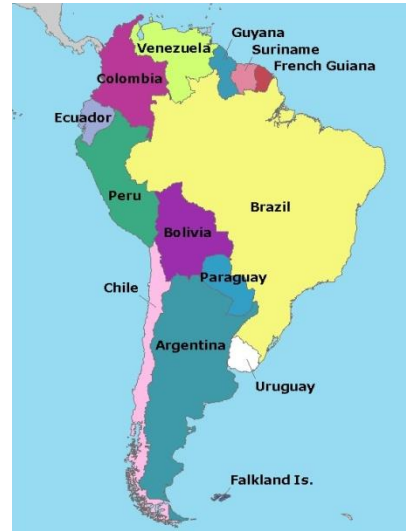 Guyana
Venezuela
Suriname
French Guiana
Colombia
Ecuador
Peru
Brazil
Bolivia
Paraguay
Chile
Argentina
Uruguay
Falkland Is.